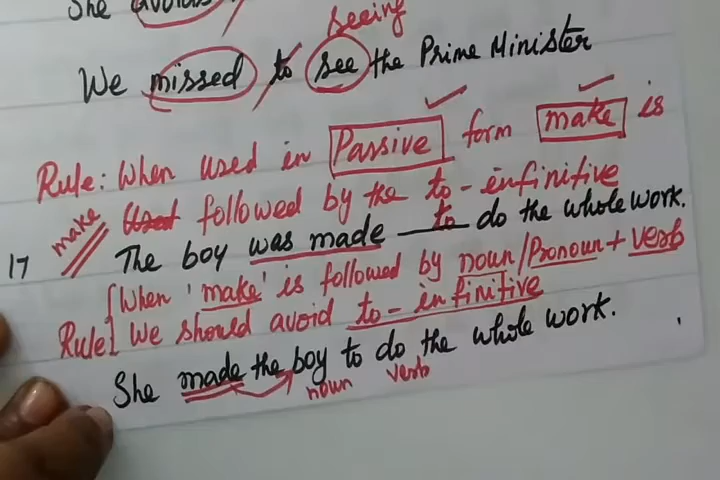 She avoids
seeing
We missed to see the Prime Minister
Rule: When used in Passive form make is
used followed by the to-infinitive
make
17 The boy was made to do the whole work.
Rule {When 'make' is followed by noun/Pronoun + verb
We should avoid to-infinitive
She made the boy to do the whole work.
noun verb